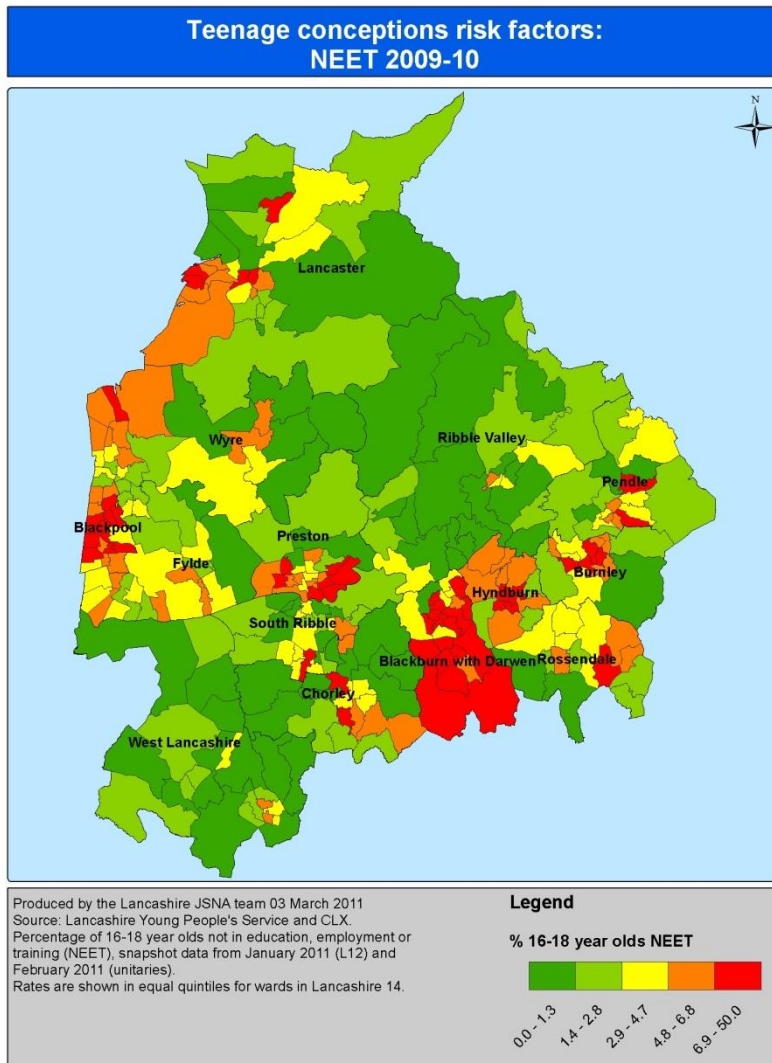 Teenage conceptions risk factors:
NEET 2009-10
N
Lancaster
Wyre
Ribble Valley
Pendle
Blackpool
Preston
Fylde
Burnley
Hyndburn
South Ribble
Blackburn with Darwen
Rossendale
Chorley
West Lancashire
Produced by the Lancashire JSNA team 03 March 2011
Source: Lancashire Young People's Service and CLX.
Percentage of 16-18 year olds not in education, employment or
training (NEET), snapshot data from January 2011 (L12) and
February 2011 (unitaries).
Rates are shown in equal quintiles for wards in Lancashire 14.
Legend
% 16-18 year olds NEET
0.0 - 1.3
1.4 - 2.8
2.9 - 4.7
4.8 - 6.8
6.9 - 50.0